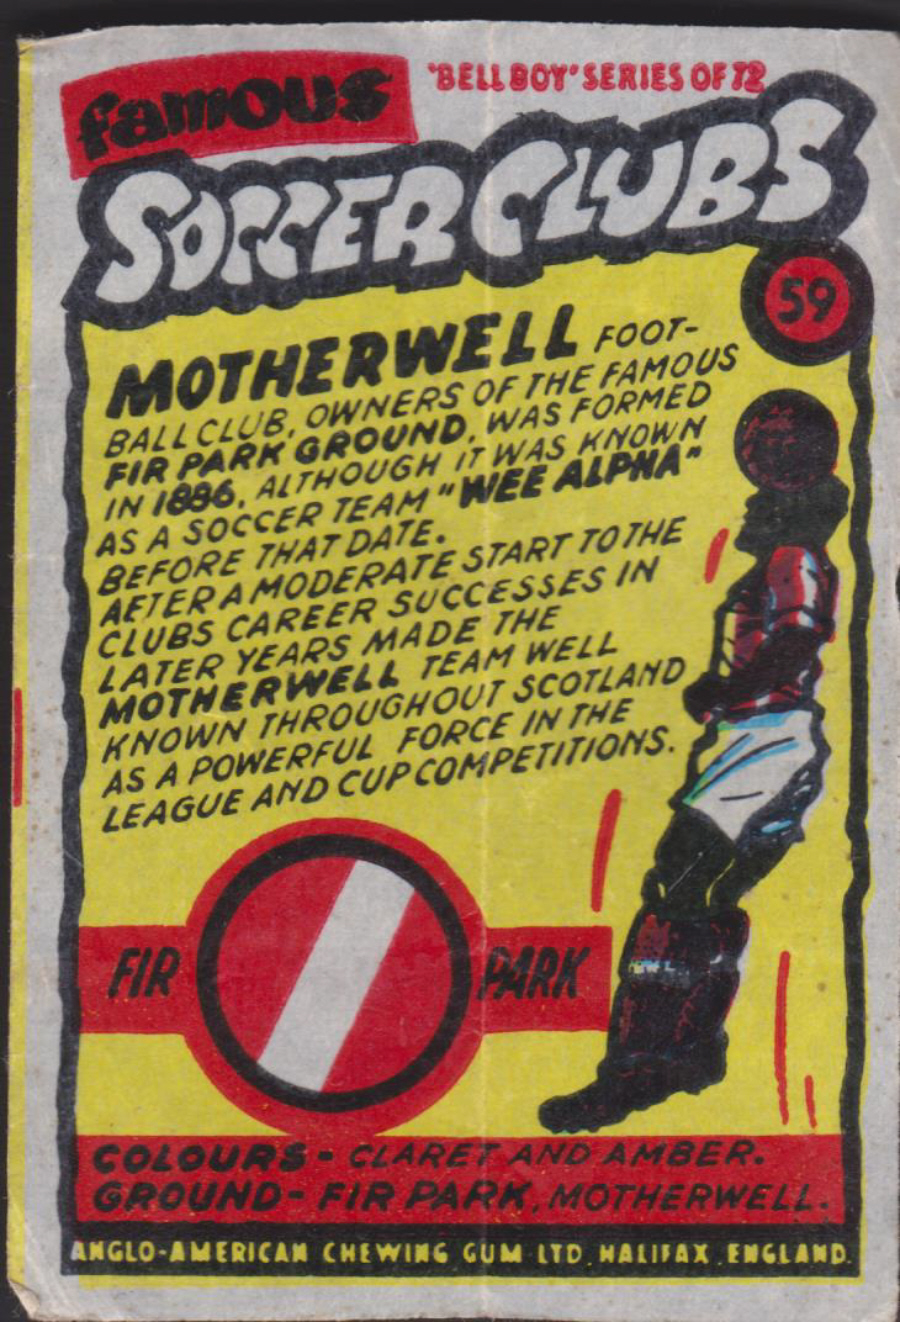 famous
"BELL BOY" SERIES OF 72
SOCCER CLUBS
59
MOTHERWELL FOOT-
BALL CLUB, OWNERS OF THE FAMOUS
FIR PARK GROUND, WAS FORMED
IN 1886, ALTHOUGH IT WAS KNOWN
AS A SOCCER TEAM "WEE ALPHA"
BEFORE THAT DATE.
AFTER A MODERATE START TO THE
CLUBS CAREER SUCCESSES IN
LATER YEARS MADE THE
MOTHERWELL TEAM WELL
KNOWN THROUGHOUT SCOTLAND
AS A POWERFUL FORCE IN THE
LEAGUE AND CUP COMPETITIONS.
FIR PARK
COLOURS - CLARET AND AMBER.
GROUND - FIR PARK, MOTHERWELL.
ANGLO-AMERICAN CHEWING GUM LTD. HALIFAX. ENGLAND.